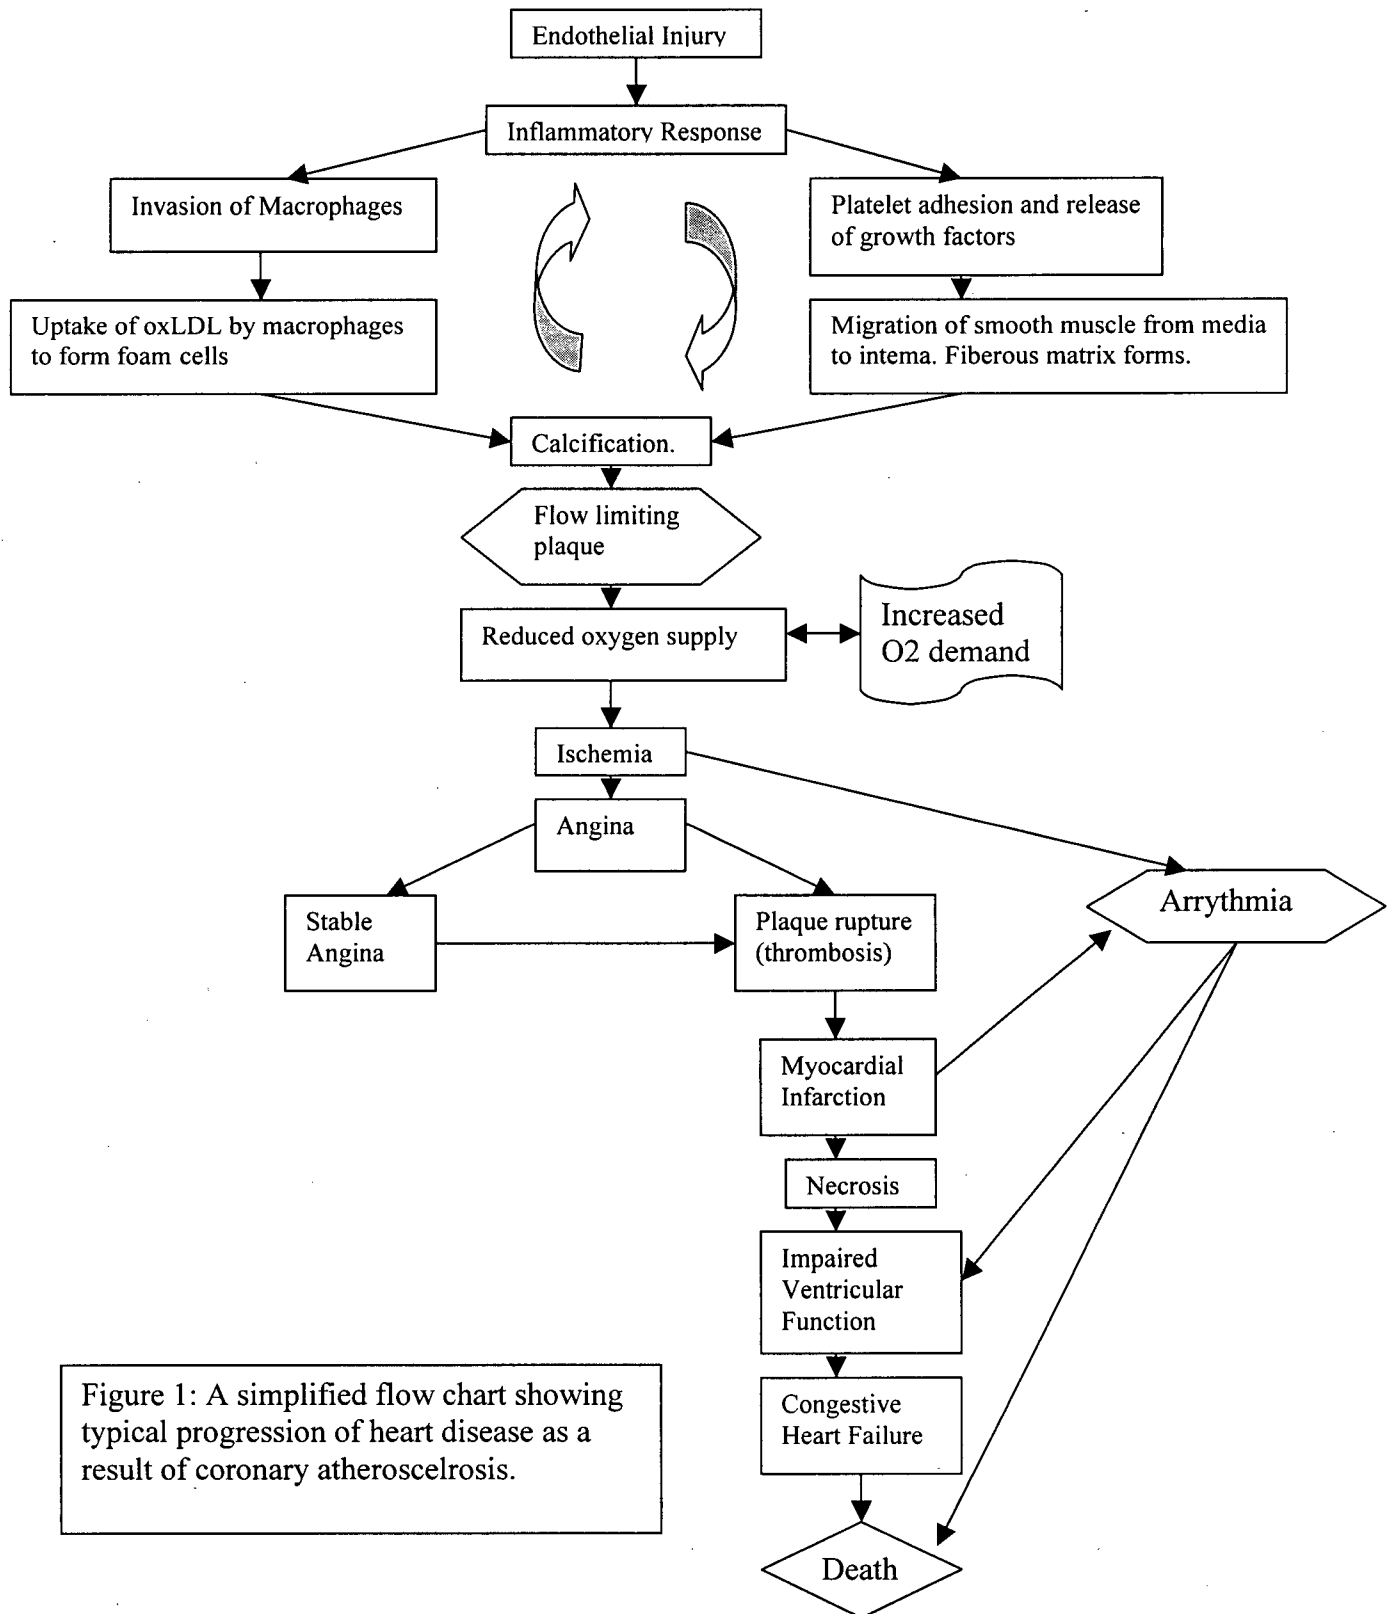 Endothelial Injury
Inflammatory Response
Invasion of Macrophages
Platelet adhesion and release
of growth factors
Uptake of oxLDL by macrophages
to form foam cells
Migration of smooth muscle from media
to intema. Fiberous matrix forms.
Calcification.
Flow limiting
plaque
Reduced oxygen supply
Increased
O2 demand
Ischemia
Angina
Stable
Angina
Plaque rupture
(thrombosis)
Arrythmia
Myocardial
Infarction
Necrosis
Impaired
Ventricular
Function
Congestive
Heart Failure
Death
Figure 1: A simplified flow chart showing
typical progression of heart disease as a
result of coronary atheroscelrosis.